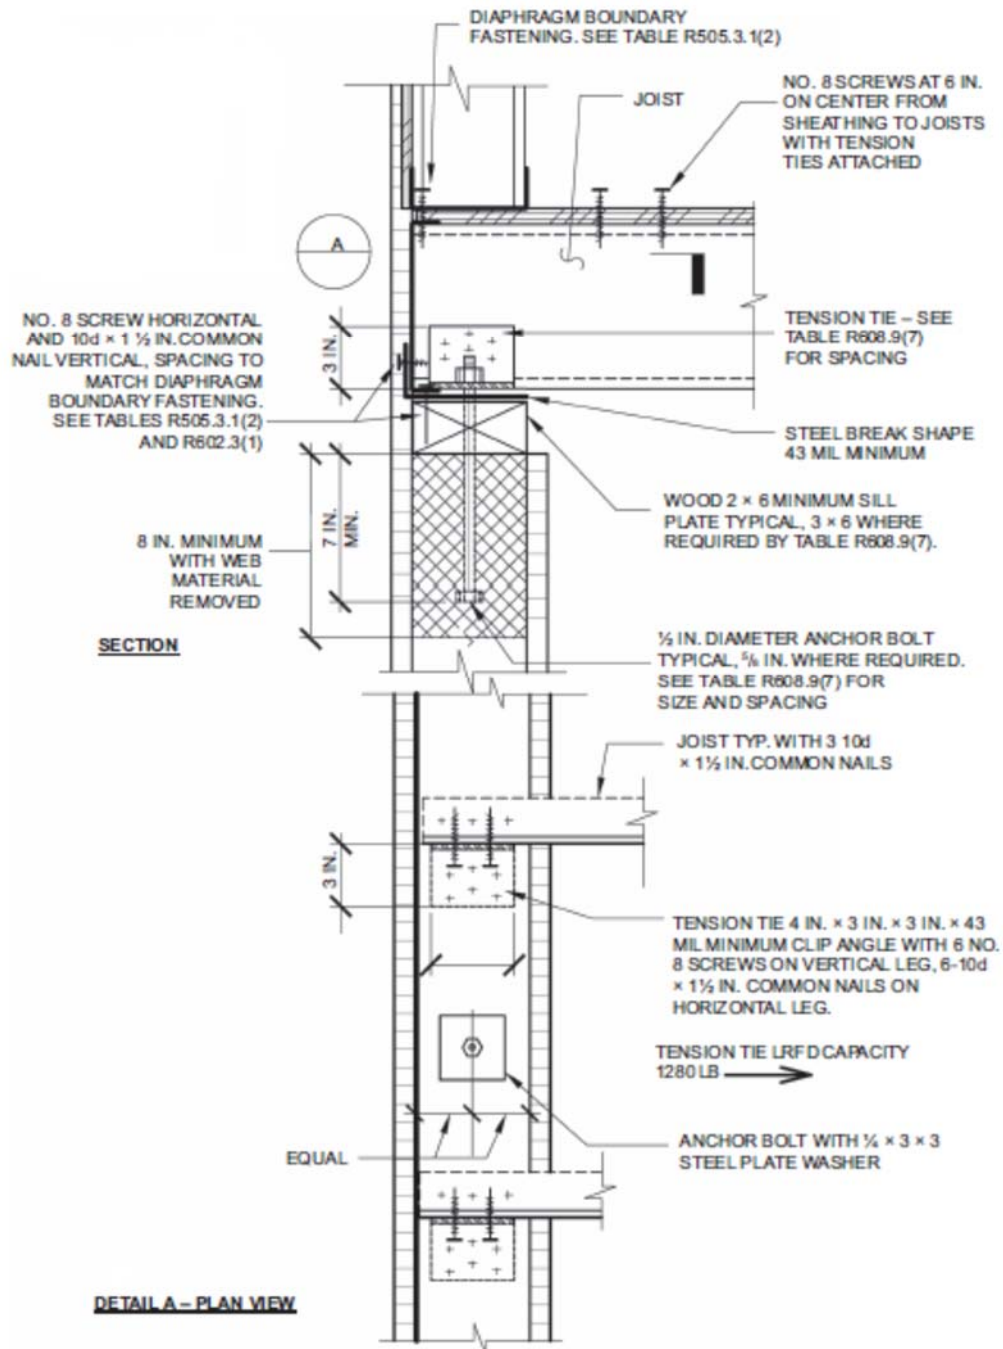 DIAPHRAGM BOUNDARY
FASTENING. SEE TABLE R505.3.1(2)
JOIST
NO. 8 SCREWS AT 6 IN.
ON CENTER FROM
SHEATHING TO JOISTS
WITH TENSION
TIES ATTACHED
A
NO. 8 SCREW HORIZONTAL
AND 10d × 1 ½ IN. COMMON
NAIL VERTICAL, SPACING TO
MATCH DIAPHRAGM
BOUNDARY FASTENING.
SEE TABLES R505.3.1(2)
AND R602.3(1)
3 IN.
TENSION TIE – SEE
TABLE R608.9(7)
FOR SPACING
STEEL BREAK SHAPE
43 MIL MINIMUM
7 IN.
MIN.
8 IN. MINIMUM
WITH WEB
MATERIAL
REMOVED
WOOD 2 × 6 MINIMUM SILL
PLATE TYPICAL, 3 × 6 WHERE
REQUIRED BY TABLE R608.9(7).
SECTION
½ IN. DIAMETER ANCHOR BOLT
TYPICAL, ⅝ IN. WHERE REQUIRED.
SEE TABLE R608.9(7) FOR
SIZE AND SPACING
JOIST TYP. WITH 3 10d
× 1½ IN. COMMON NAILS
3 IN.
TENSION TIE 4 IN. × 3 IN. × 3 IN. × 43
MIL MINIMUM CLIP ANGLE WITH 6 NO.
8 SCREWS ON VERTICAL LEG, 6-10d
× 1½ IN. COMMON NAILS ON
HORIZONTAL LEG.
TENSION TIE LRFD CAPACITY
1280 LB
EQUAL
ANCHOR BOLT WITH ¼ × 3 × 3
STEEL PLATE WASHER
DETAIL A – PLAN VIEW